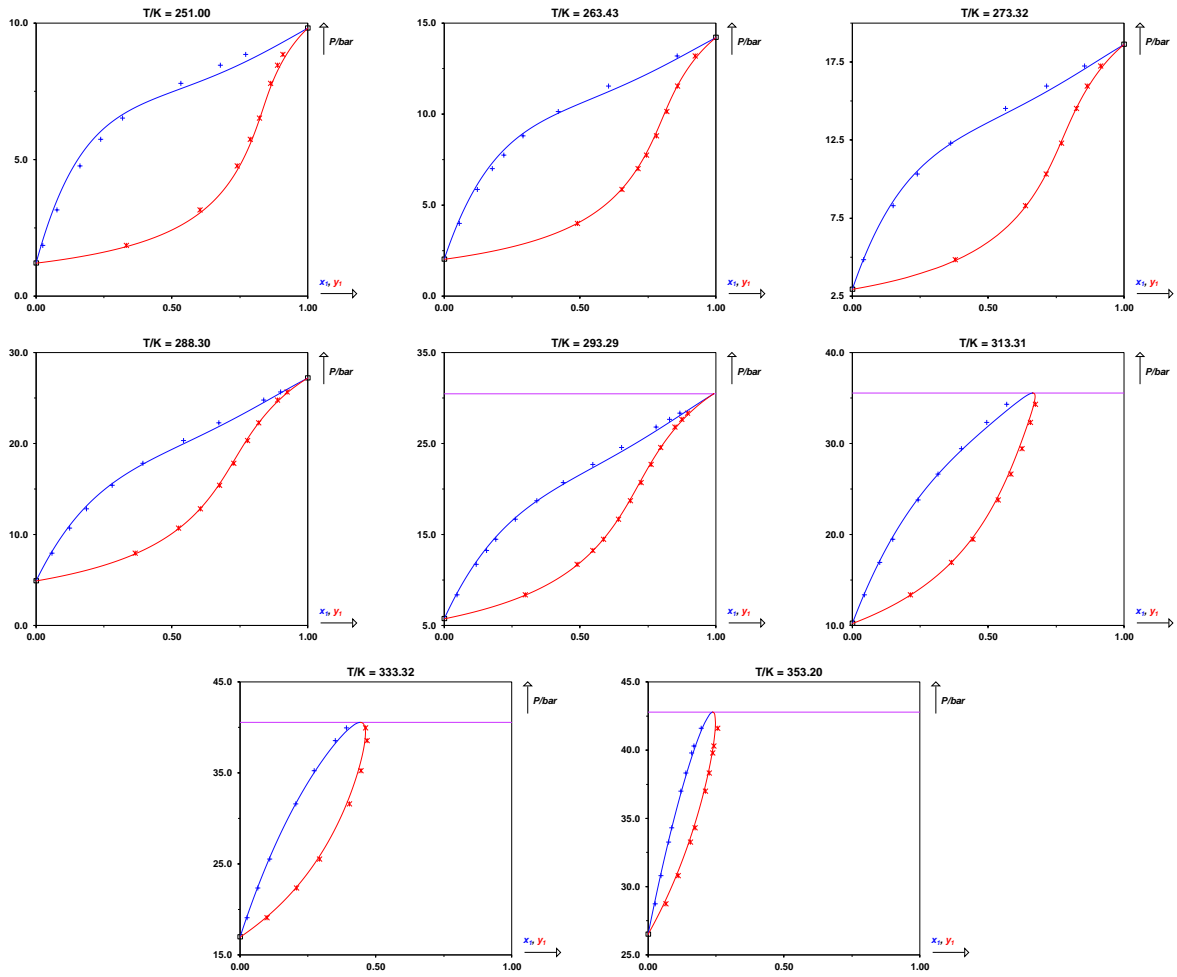 T/K = 251.00
10.0
P/bar
5.0
x₁, y₁
0.0
0.00 0.50 1.00
T/K = 263.43
15.0
P/bar
10.0
5.0
x₁, y₁
0.0
0.00 0.50 1.00
T/K = 273.32
P/bar
17.5
12.5
7.5
x₁, y₁
2.5
0.00 0.50 1.00
T/K = 288.30
30.0
P/bar
20.0
10.0
x₁, y₁
0.0
0.00 0.50 1.00
T/K = 293.29
35.0
P/bar
25.0
15.0
x₁, y₁
5.0
0.00 0.50 1.00
T/K = 313.31
40.0
P/bar
30.0
20.0
x₁, y₁
10.0
0.00 0.50 1.00
T/K = 333.32
45.0
P/bar
35.0
25.0
x₁, y₁
15.0
0.00 0.50 1.00
T/K = 353.20
45.0
P/bar
40.0
35.0
30.0
x₁, y₁
25.0
0.00 0.50 1.00